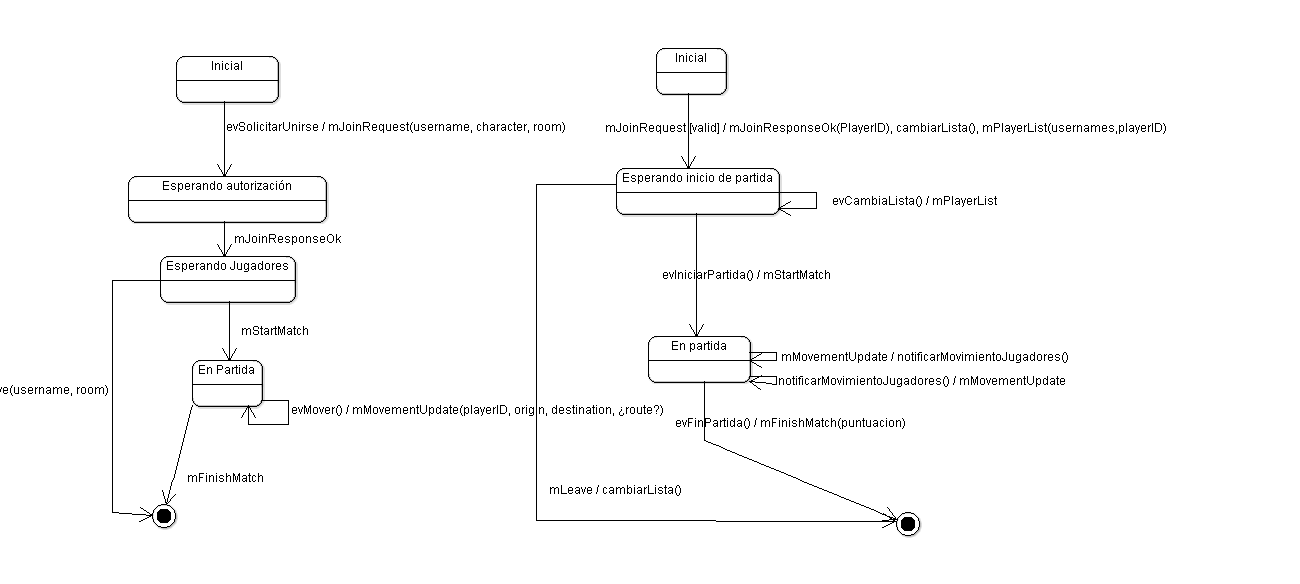 Inicial
evSolicitarUnirse / mJoinRequest(username, character, room)
Esperando autorización
mJoinResponseOk
Esperando Jugadores
mStartMatch
En Partida
(username, room)
evMover() / mMovementUpdate(playerID, origin, destination, ¿route?)
mFinishMatch
Inicial
mJoinRequest [valid] / mJoinResponseOk(PlayerID), cambiarLista(), mPlayerList(usernames,playerID)
Esperando inicio de partida
evCambiaLista() / mPlayerList
evIniciarPartida() / mStartMatch
En partida
mMovementUpdate / notificarMovimientoJugadores()
notificarMovimientoJugadores() / mMovementUpdate
evFinPartida() / mFinishMatch(puntuacion)
mLeave / cambiarLista()